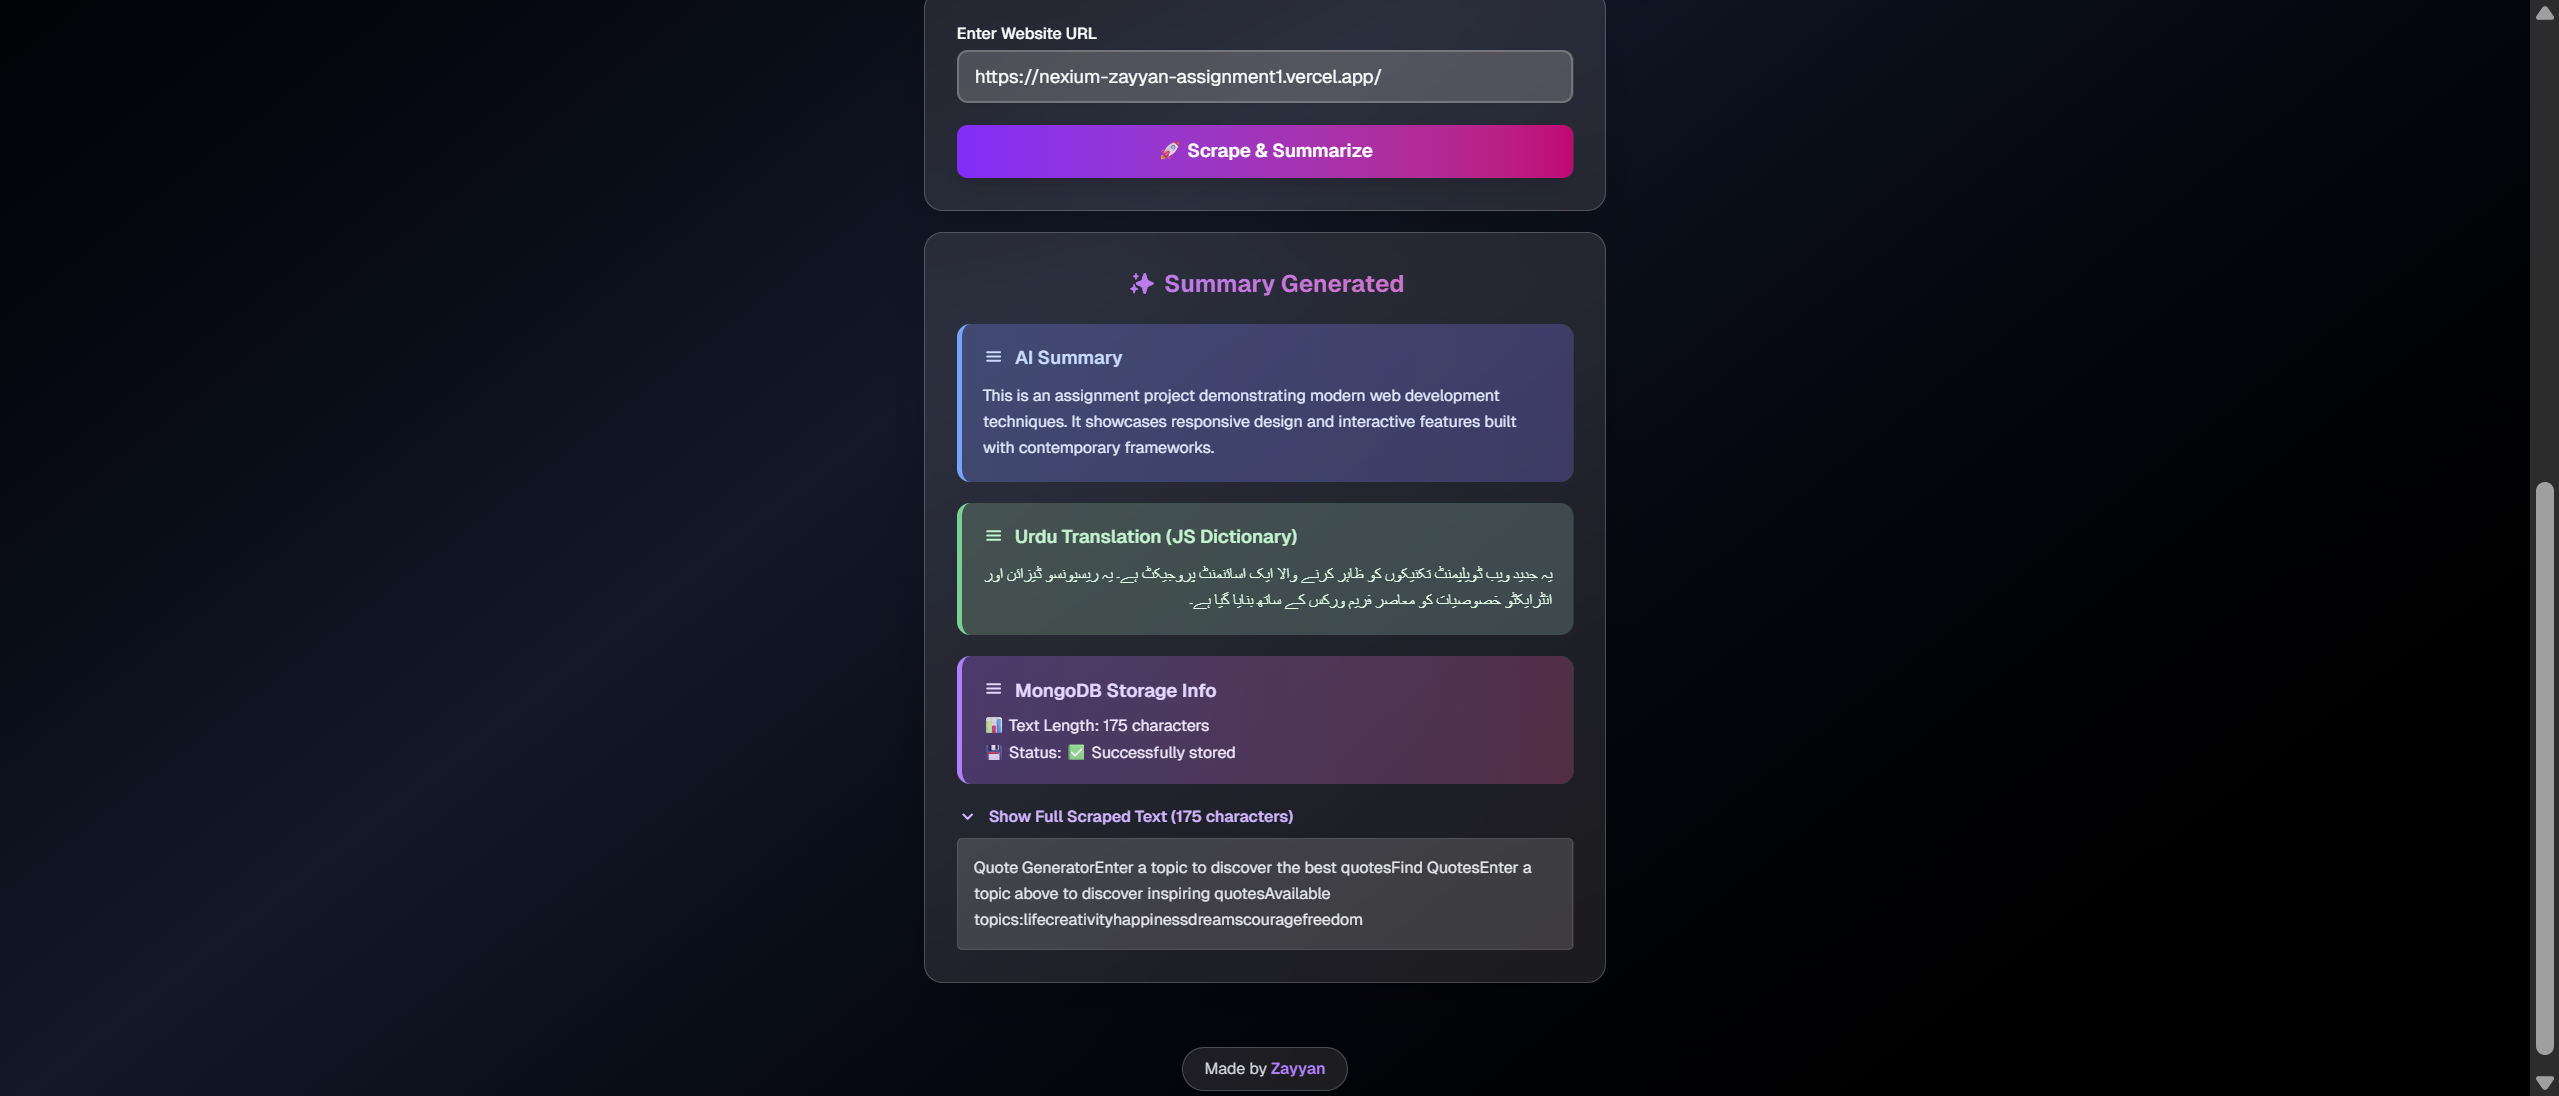 Enter Website URL
https://nexium-zayyan-assignment1.vercel.app/
🚀 Scrape & Summarize
✨ Summary Generated
AI Summary
This is an assignment project demonstrating modern web development
techniques. It showcases responsive design and interactive features built
with contemporary frameworks.
Urdu Translation (JS Dictionary)
یہ جدید ویب ڈویلپمنٹ تکنیکوں کو ظاہر کرنے والا ایک اسائنمنٹ پروجیکٹ ہے۔ یہ ریسپونسو ڈیزائن اور
انٹرایکٹو خصوصیات کو معاصر فریم ورکس کے ساتھ بنایا گیا ہے۔
MongoDB Storage Info
📊 Text Length: 175 characters
💾 Status: ✅ Successfully stored
Show Full Scraped Text (175 characters)
Quote GeneratorEnter a topic to discover the best quotesFind QuotesEnter a
topic above to discover inspiring quotesAvailable
topics:lifecreativityhappinessdreamscouragefreedom
Made by Zayyan